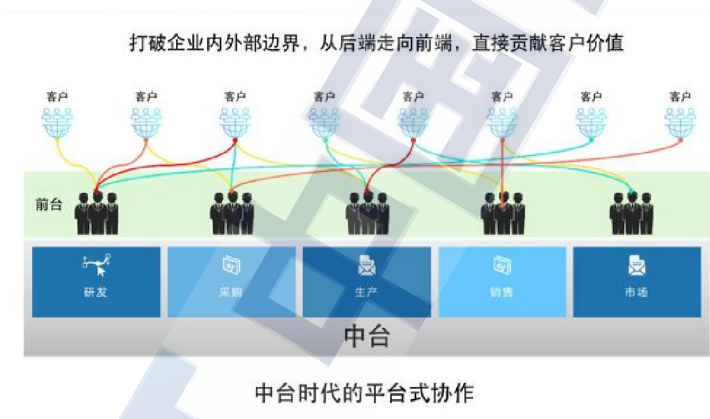 打破企业内外部边界，从后端走向前端，直接贡献客户价值
客户 客户 客户 客户 客户 客户 客户 客户
前台
研发 采购 生产 销售 市场
中台
中台时代的平台式协作